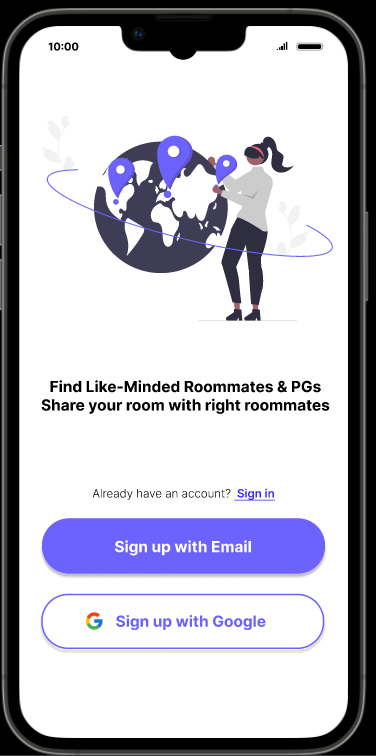 10:00
Find Like-Minded Roommates & PGs
Share your room with right roommates
Already have an account? Sign in
Sign up with Email
Sign up with Google